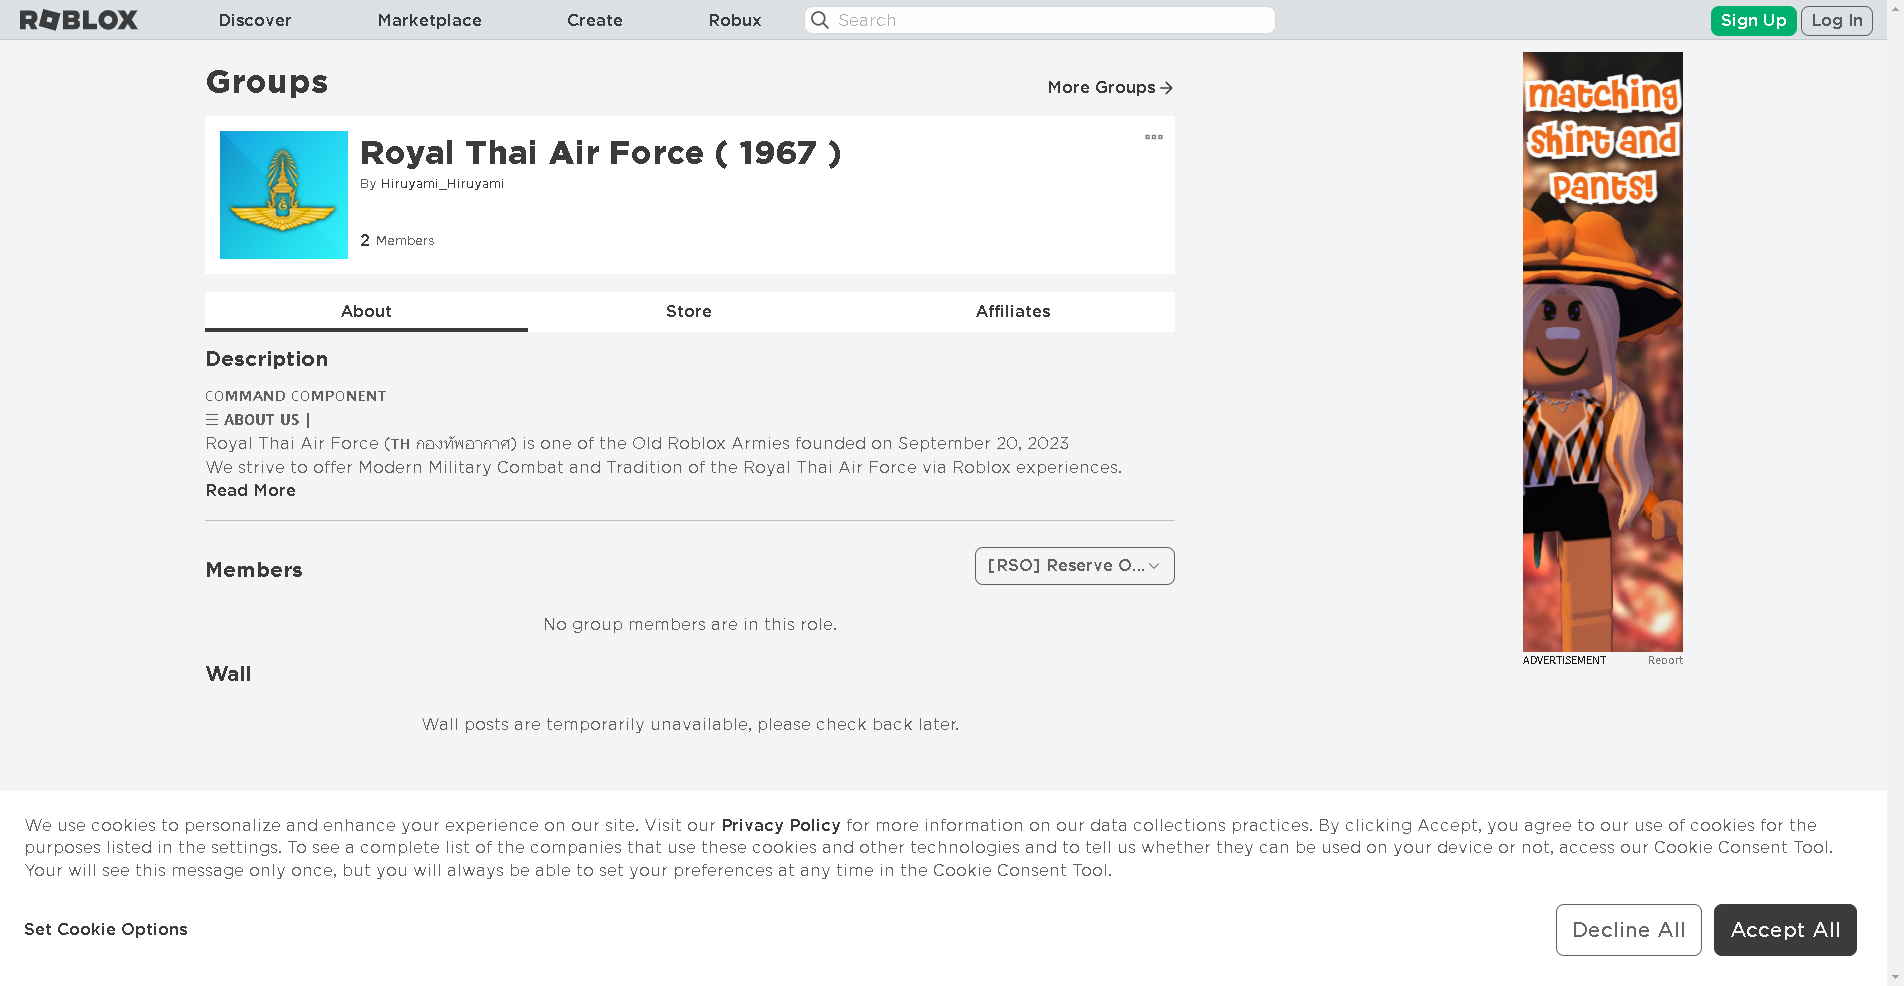 ROBLOX
Discover
Marketplace
Create
Robux
Search
Sign Up
Log In
Groups
More Groups
Royal Thai Air Force ( 1967 )
By Hiruyami_Hiruyami
2 Members
About
Store
Affiliates
Description
COMMAND COMPONENT
☰ ABOUT US |
Royal Thai Air Force (TH กองทัพอากาศ) is one of the Old Roblox Armies founded on September 20, 2023
We strive to offer Modern Military Combat and Tradition of the Royal Thai Air Force via Roblox experiences.
Read More
Members
[RSO] Reserve O...
No group members are in this role.
Wall
Wall posts are temporarily unavailable, please check back later.
matching
shirt and
pants!
ADVERTISEMENT
Report
We use cookies to personalize and enhance your experience on our site. Visit our Privacy Policy for more information on our data collections practices. By clicking Accept, you agree to our use of cookies for the
purposes listed in the settings. To see a complete list of the companies that use these cookies and other technologies and to tell us whether they can be used on your device or not, access our Cookie Consent Tool.
Your will see this message only once, but you will always be able to set your preferences at any time in the Cookie Consent Tool.
Set Cookie Options
Decline All
Accept All